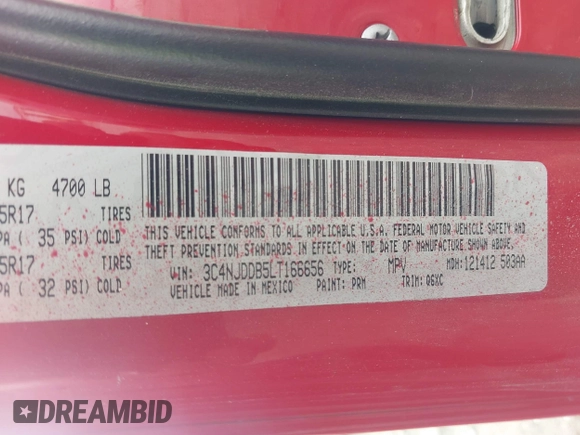 KG 4700 LB
5R17 TIRES
PA ( 35 PSI) COLD
5R17 TIRES
PA ( 32 PSI) COLD
THIS VEHICLE CONFORMS TO ALL APPLICABLE U.S.A. FEDERAL MOTOR VEHICLE SAFETY, BUMPER, AND
THEFT PREVENTION STANDARDS IN EFFECT ON THE DATE OF MANUFACTURE SHOWN ABOVE.
VIN: 3C4NJDDB5LT166656 TYPE: MPV MDH: 121412 503AA
VEHICLE MADE IN MEXICO PAINT: PRM TRIM: Q6XC
DREAMBID